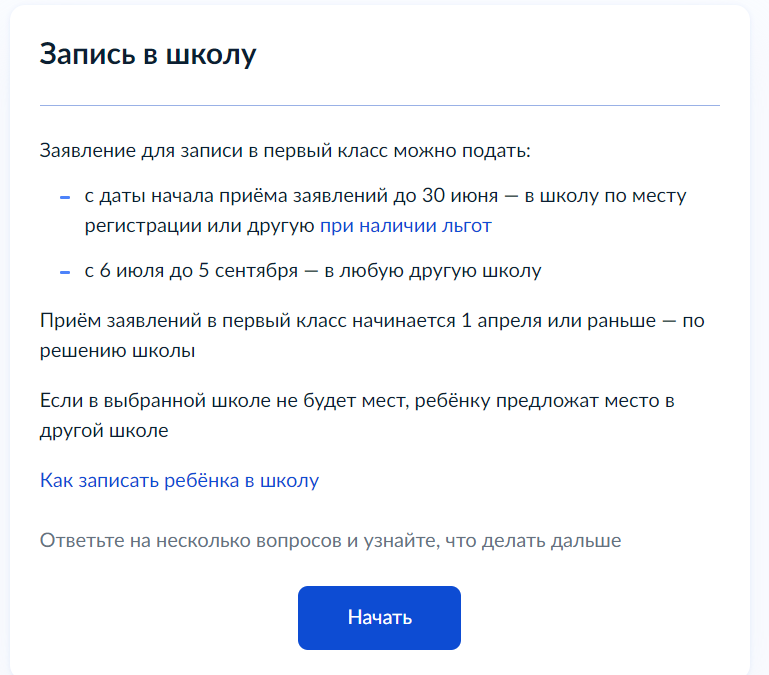 Запись в школу
Заявление для записи в первый класс можно подать:
– с даты начала приёма заявлений до 30 июня — в школу по месту
регистрации или другую при наличии льгот
– с 6 июля до 5 сентября — в любую другую школу
Приём заявлений в первый класс начинается 1 апреля или раньше — по
решению школы
Если в выбранной школе не будет мест, ребёнку предложат место в
другой школе
Как записать ребёнка в школу
Ответьте на несколько вопросов и узнайте, что делать дальше
Начать